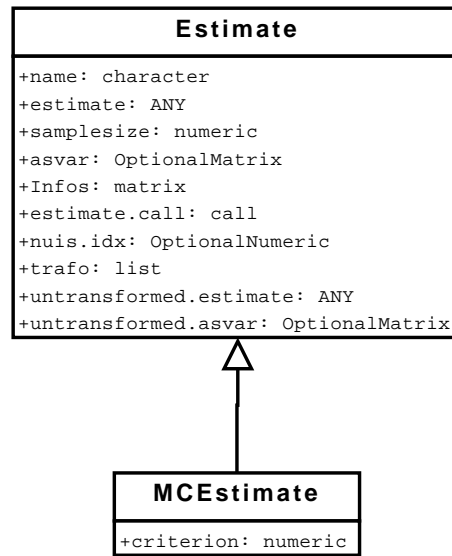 Estimate
+name: character
+estimate: ANY
+samplesize: numeric
+asvar: OptionalMatrix
+Infos: matrix
+estimate.call: call
+nuis.idx: OptionalNumeric
+trafo: list
+untransformed.estimate: ANY
+untransformed.asvar: OptionalMatrix
MCEstimate
+criterion: numeric